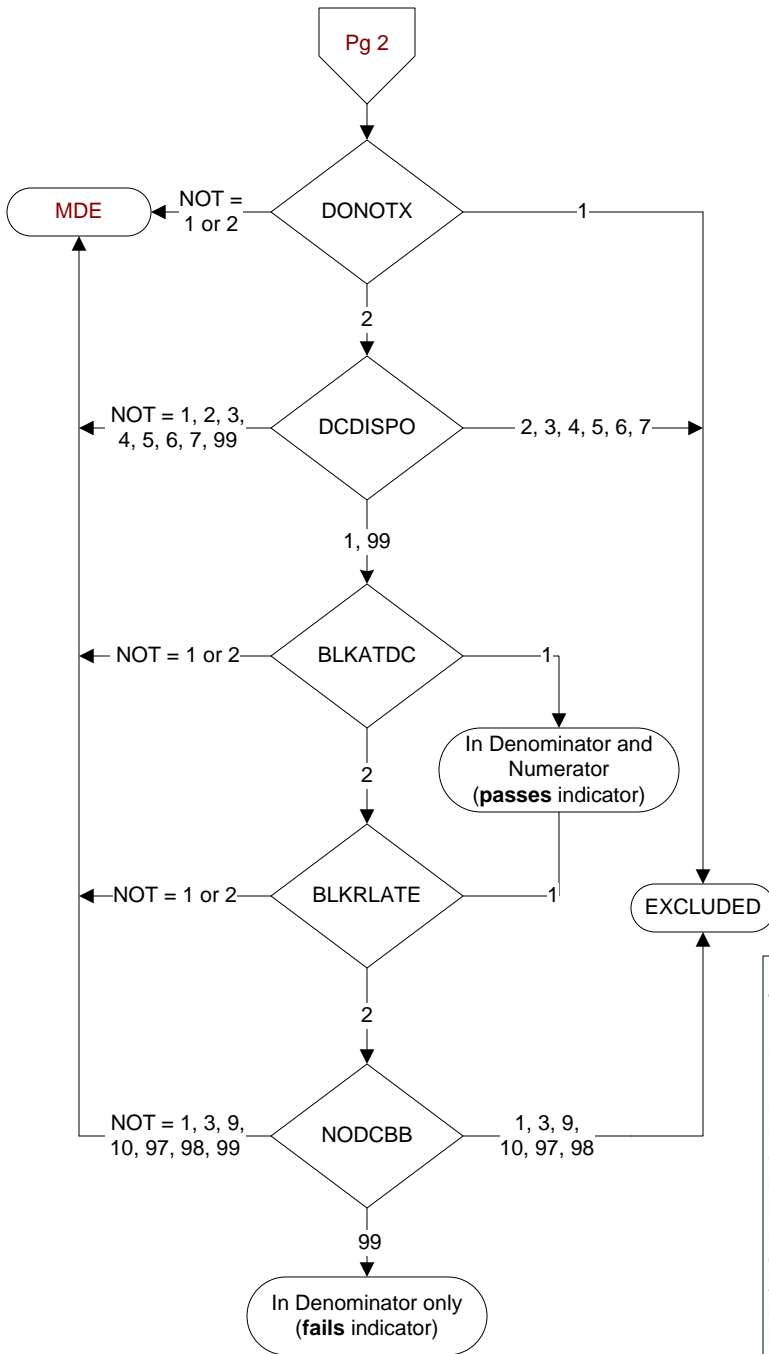 Pg 2
DONOTX
NOT =
1 or 2
MDE
1
2
DCDISPO
NOT = 1, 2, 3,
4, 5, 6, 7, 99
2, 3, 4, 5, 6, 7
1, 99
BLKATDC
NOT = 1 or 2
1
In Denominator and
Numerator
(passes indicator)
2
BLKRLATE
NOT = 1 or 2
1
EXCLUDED
2
NODCBB
NOT = 1, 3, 9,
10, 97, 98, 99
1, 3, 9,
10, 97, 98
99
In Denominator only
(fails indicator)